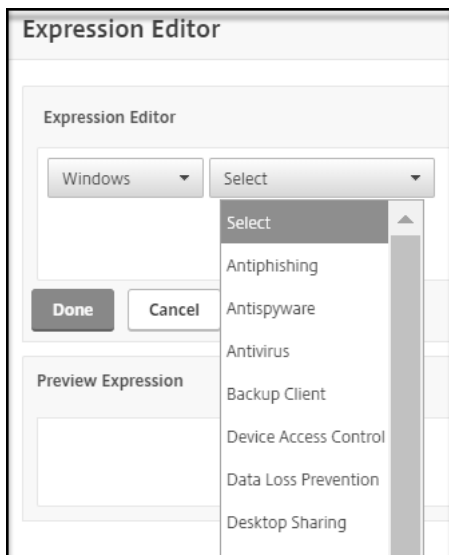 Expression Editor
Expression Editor
Windows
Select
Select
Antiphishing
Antispyware
Antivirus
Backup Client
Device Access Control
Data Loss Prevention
Desktop Sharing
Done
Cancel
Preview Expression